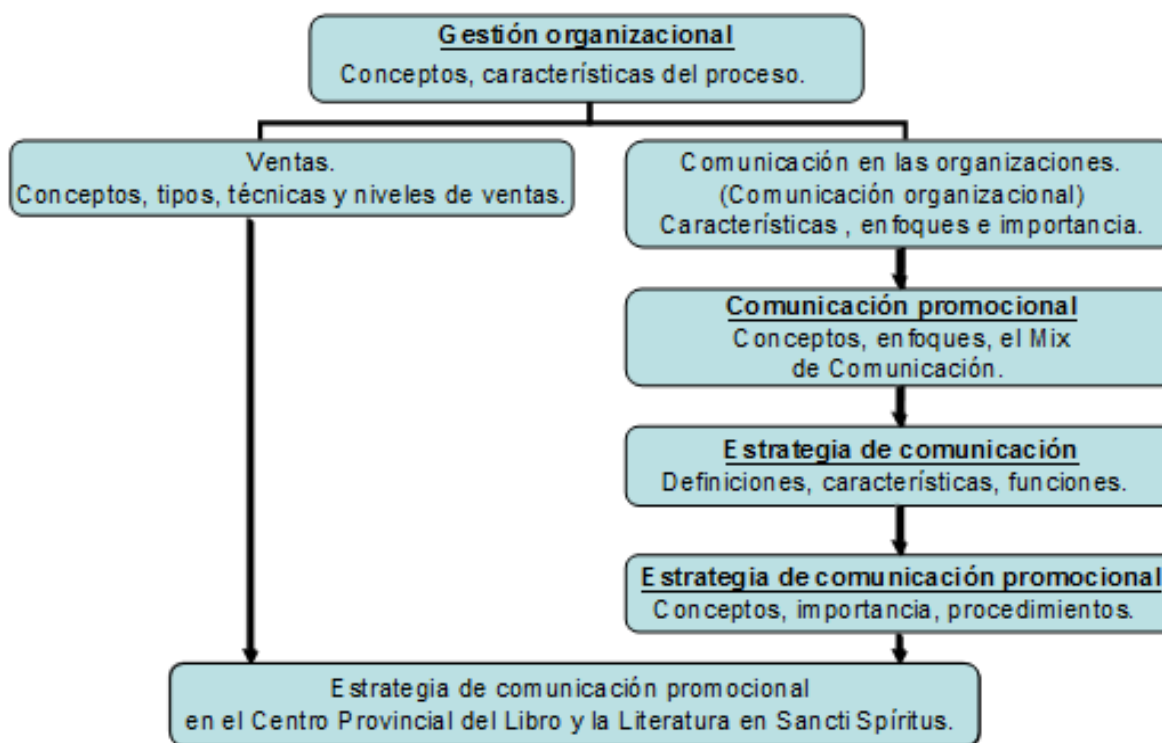 Gestión organizacional
Conceptos, características del proceso.
Ventas.
Conceptos, tipos, técnicas y niveles de ventas.
Comunicación en las organizaciones.
(Comunicación organizacional)
Características , enfoques e importancia.
Comunicación promocional
Conceptos, enfoques, el Mix
de Comunicación.
Estrategia de comunicación
Definiciones, características, funciones.
Estrategia de comunicación promocional
Conceptos, importancia, procedimientos.
Estrategia de comunicación promocional
en el Centro Provincial del Libro y la Literatura en Sancti Spíritus.